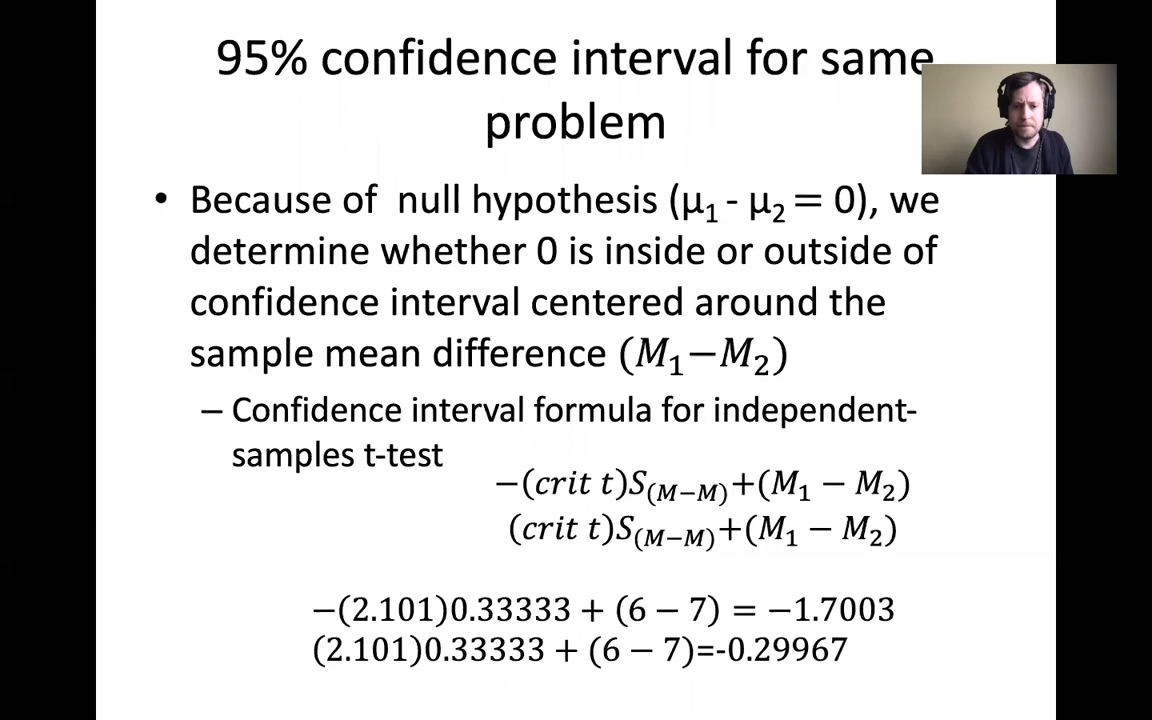 95% confidence interval for same
problem
• Because of null hypothesis (μ₁ - μ₂ = 0), we
determine whether 0 is inside or outside of
confidence interval centered around the
sample mean difference (M₁−M₂)
– Confidence interval formula for independent-
samples t-test
−(crit t)S₍M−M₎+(M₁ − M₂)
(crit t)S₍M−M₎+(M₁ − M₂)
−(2.101)0.33333 + (6 − 7) = −1.7003
(2.101)0.33333 + (6 − 7)=-0.29967